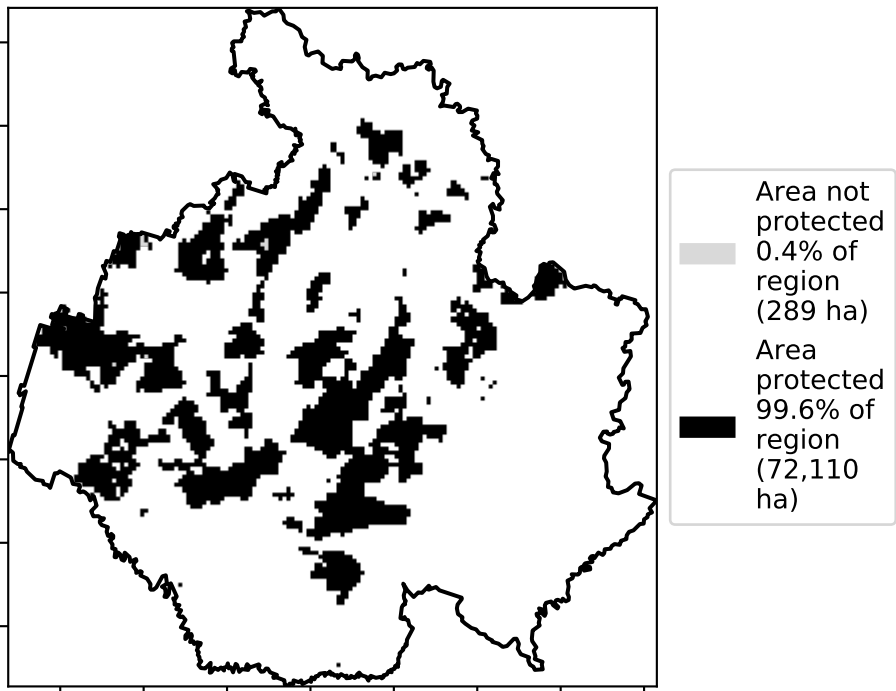 Area not
protected
0.4% of
region
(289 ha)
Area
protected
99.6% of
region
(72,110
ha)